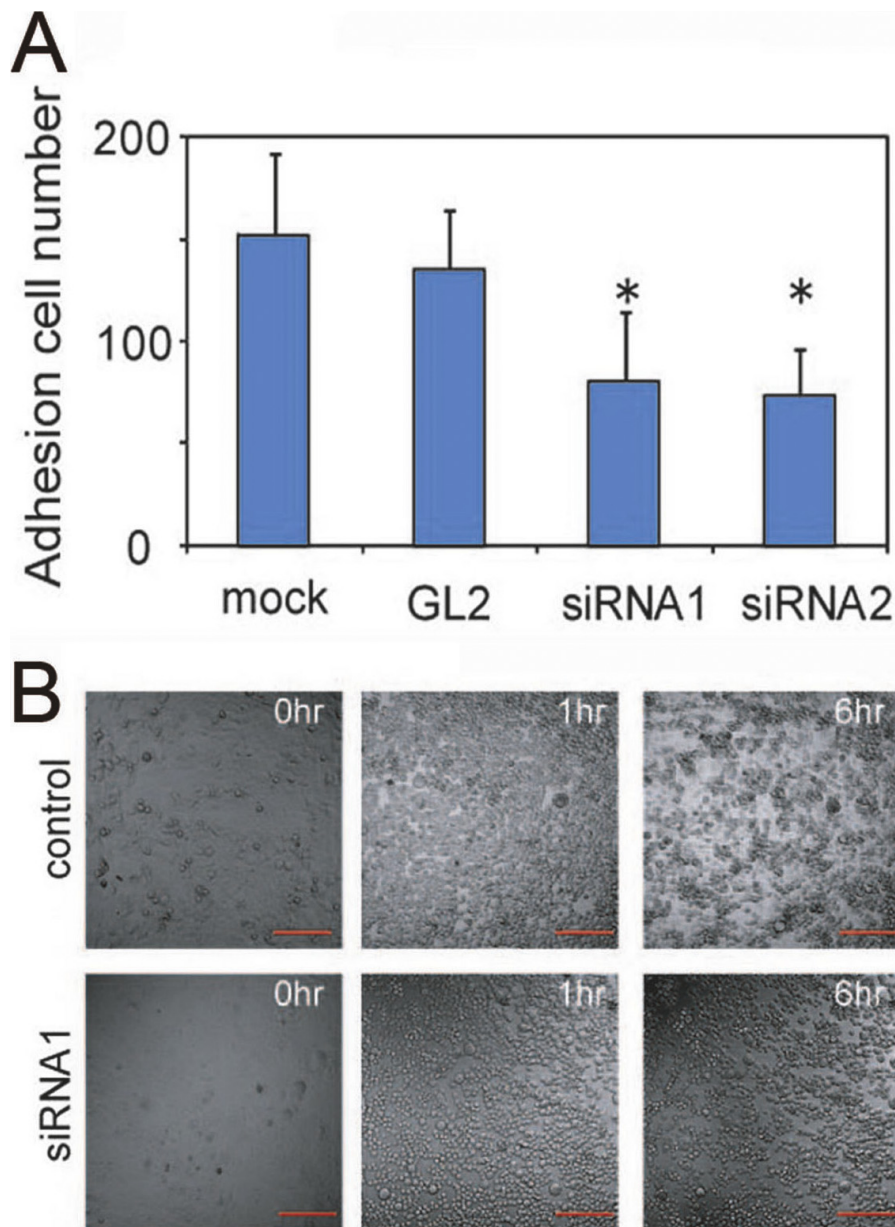 A
Adhesion cell number
200
100
0
* *
mock GL2 siRNA1 siRNA2
B
control
0hr 1hr 6hr
siRNA1
0hr 1hr 6hr